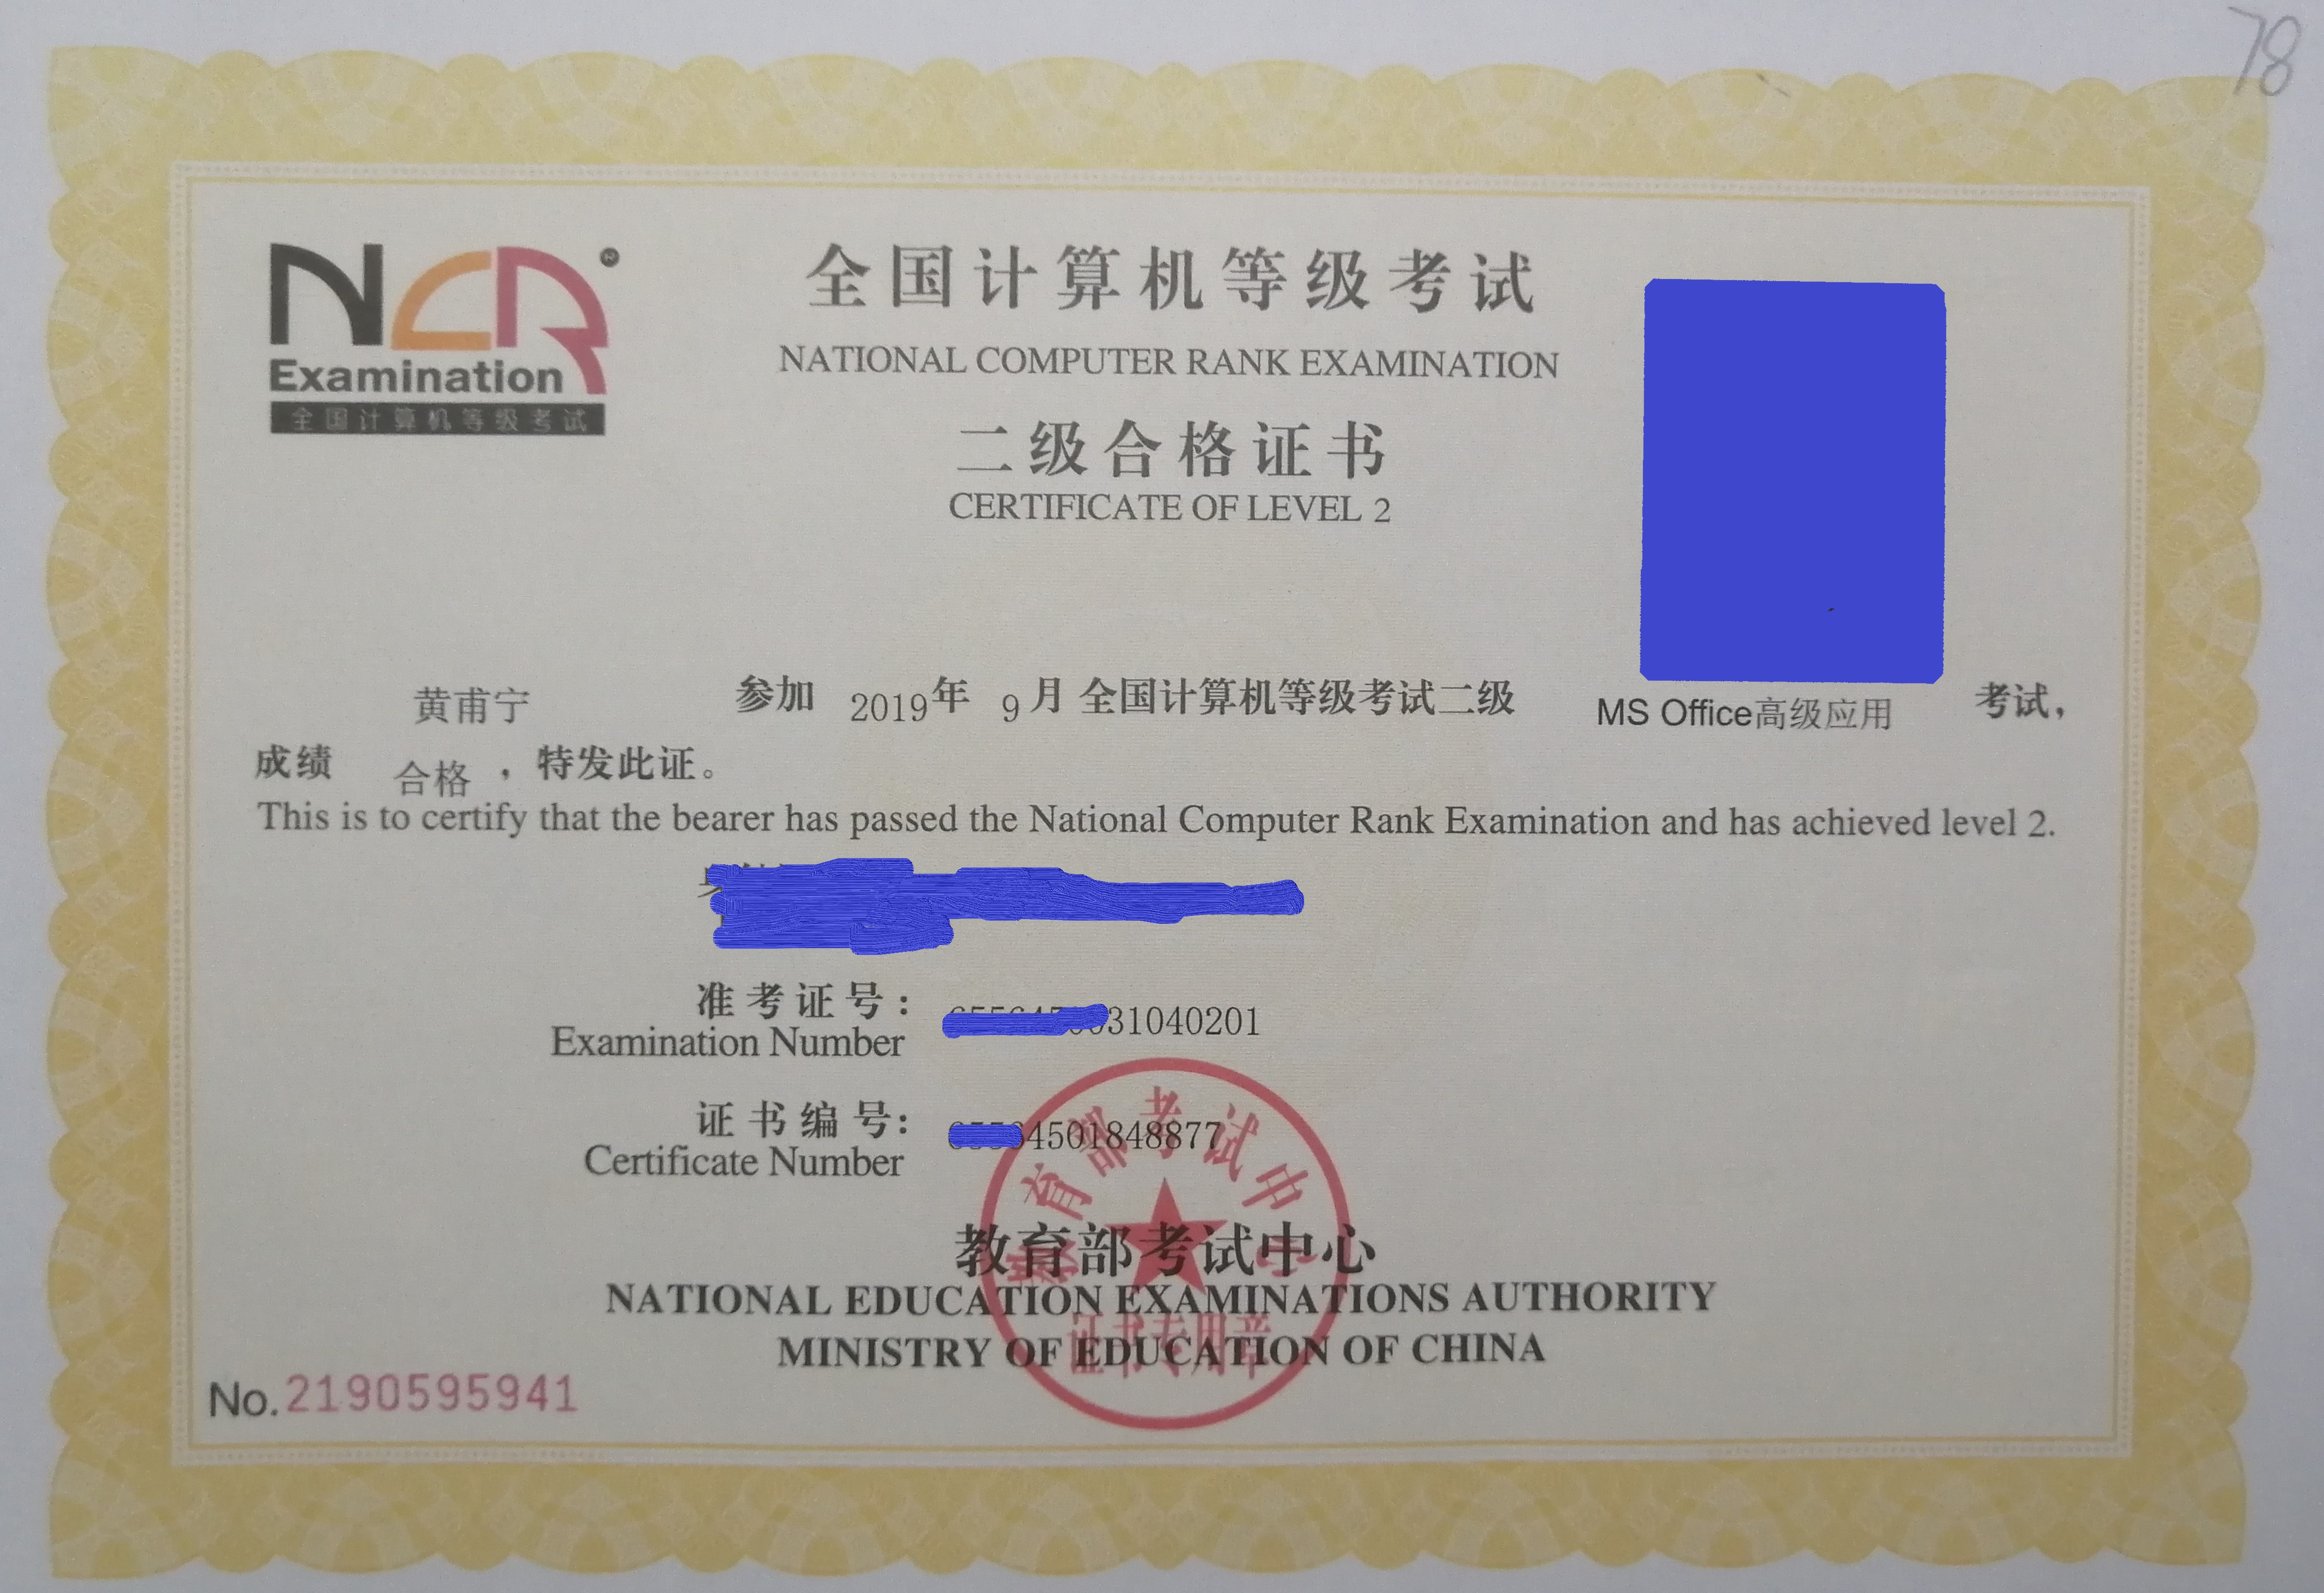 78
NCR®
Examination
全国计算机等级考试
全国计算机等级考试
NATIONAL COMPUTER RANK EXAMINATION
二级合格证书
CERTIFICATE OF LEVEL 2
黄甫宁 参加 2019年 9月 全国计算机等级考试二级 MS Office高级应用 考试，
成绩 合格，特发此证。
This is to certify that the bearer has passed the National Computer Rank Examination and has achieved level 2.
准考证号： 31040201
Examination Number
证书编号： 4501848877
Certificate Number
教育部考试中心
教育部考试中心
NATIONAL EDUCATION EXAMINATIONS AUTHORITY
证书专用章
MINISTRY OF EDUCATION OF CHINA
No.2190595941